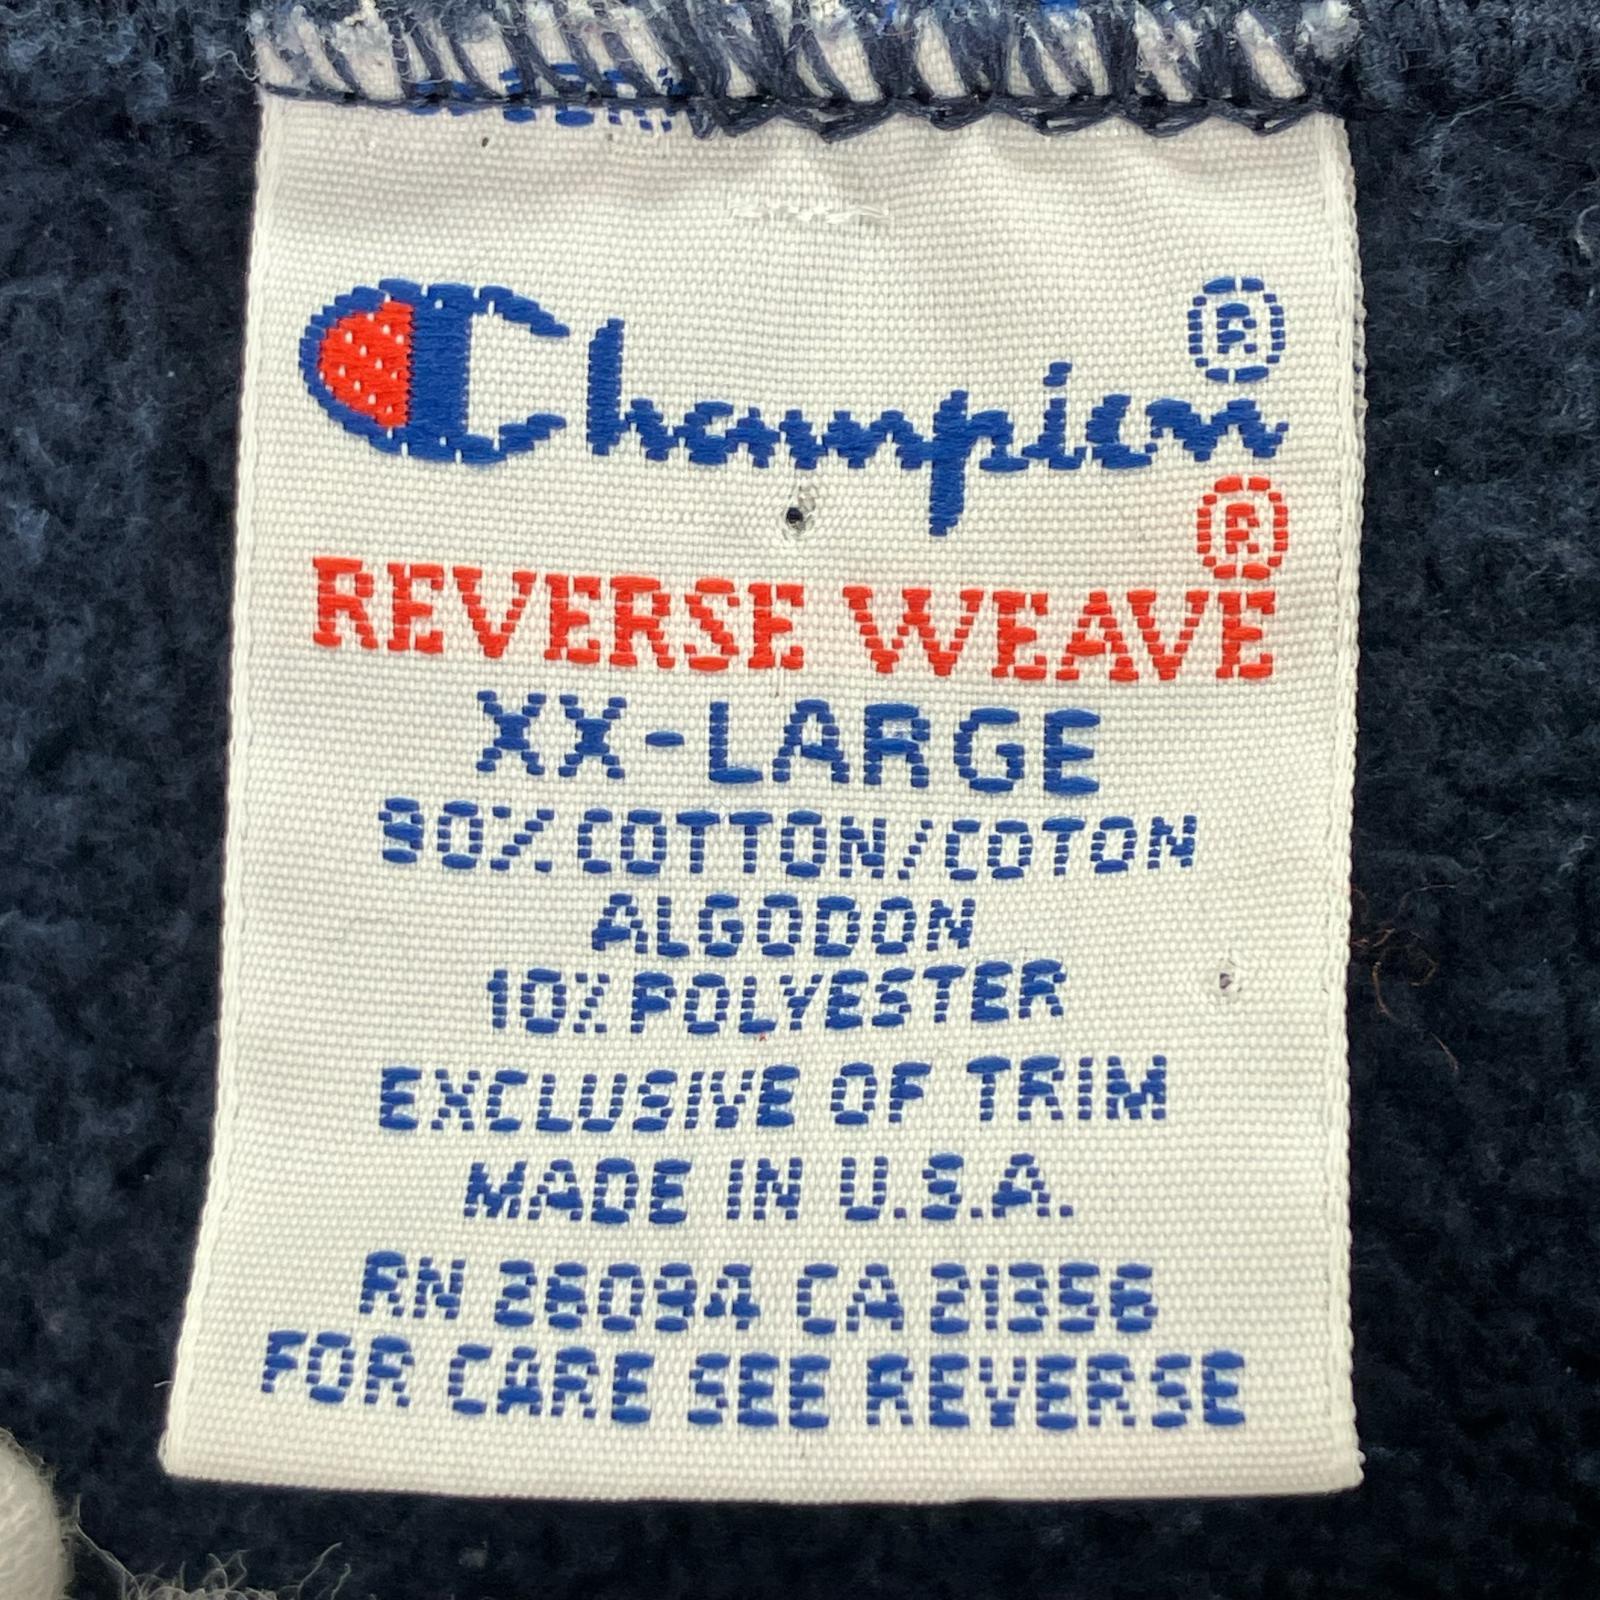 Champion®
REVERSE WEAVE®
XX-LARGE
90% COTTON/COTON
ALGODON
10% POLYESTER
EXCLUSIVE OF TRIM
MADE IN U.S.A.
RN 26094 CA 21356
FOR CARE SEE REVERSE